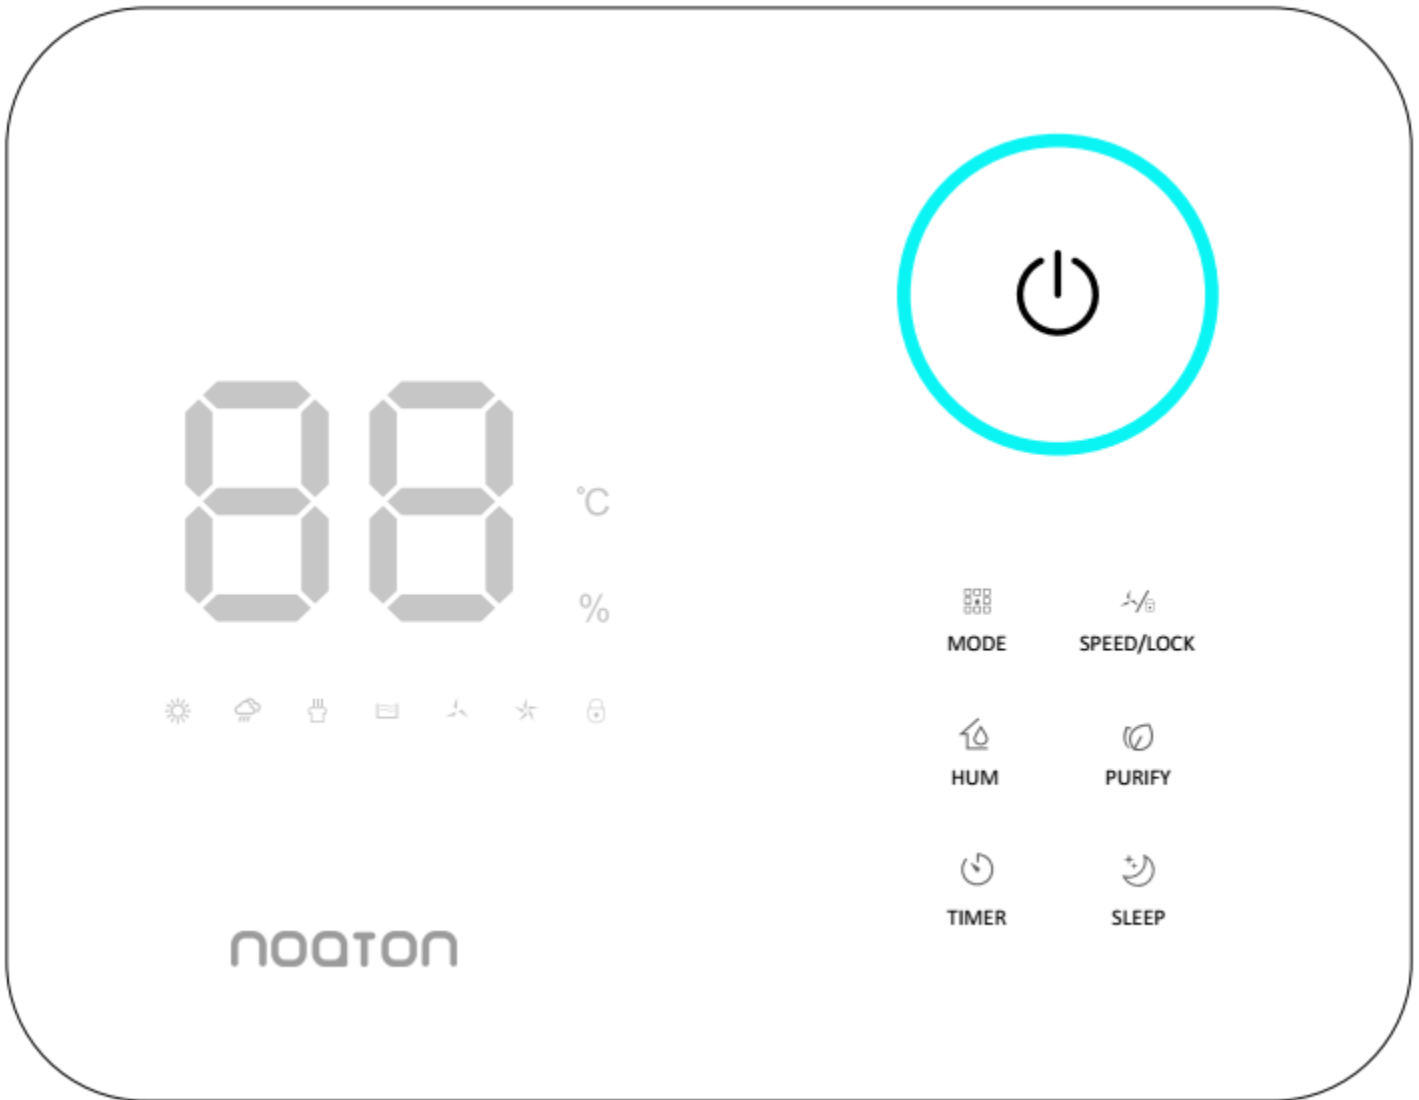 88
°C
%
MODE
SPEED/LOCK
HUM
PURIFY
TIMER
SLEEP
noaton